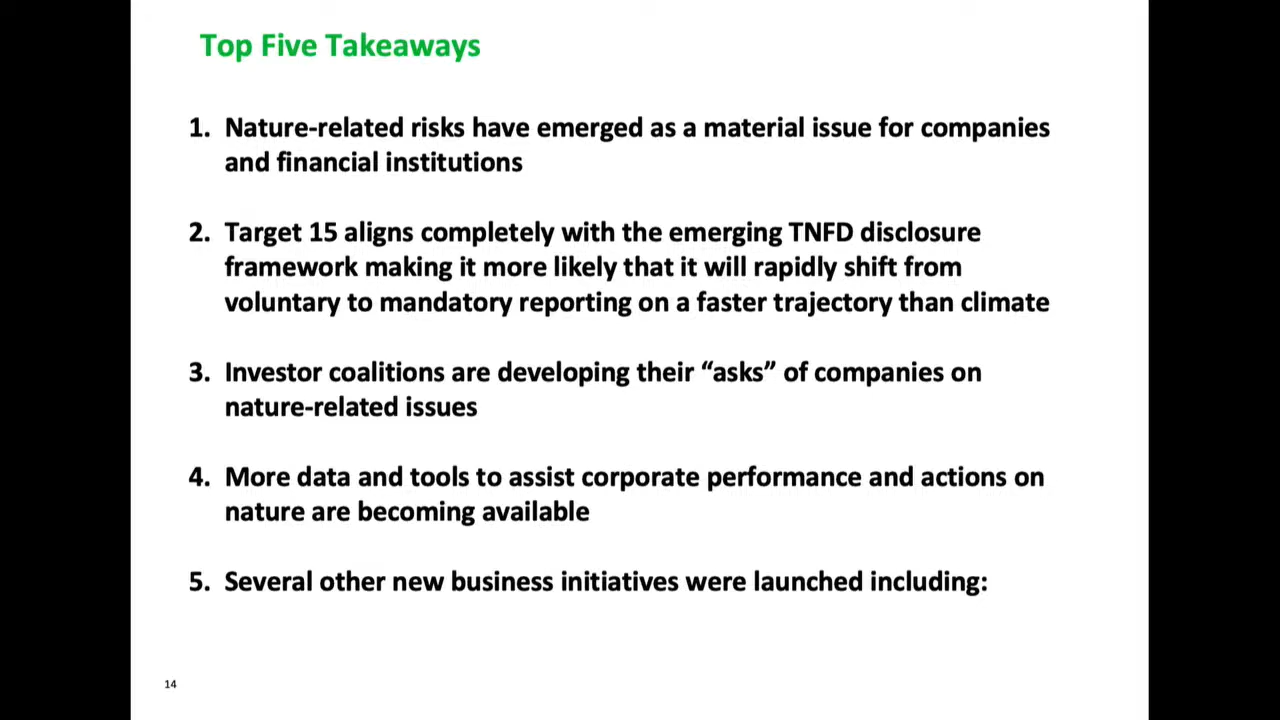 Top Five Takeaways
1. Nature-related risks have emerged as a material issue for companies
and financial institutions
2. Target 15 aligns completely with the emerging TNFD disclosure
framework making it more likely that it will rapidly shift from
voluntary to mandatory reporting on a faster trajectory than climate
3. Investor coalitions are developing their “asks” of companies on
nature-related issues
4. More data and tools to assist corporate performance and actions on
nature are becoming available
5. Several other new business initiatives were launched including:
14